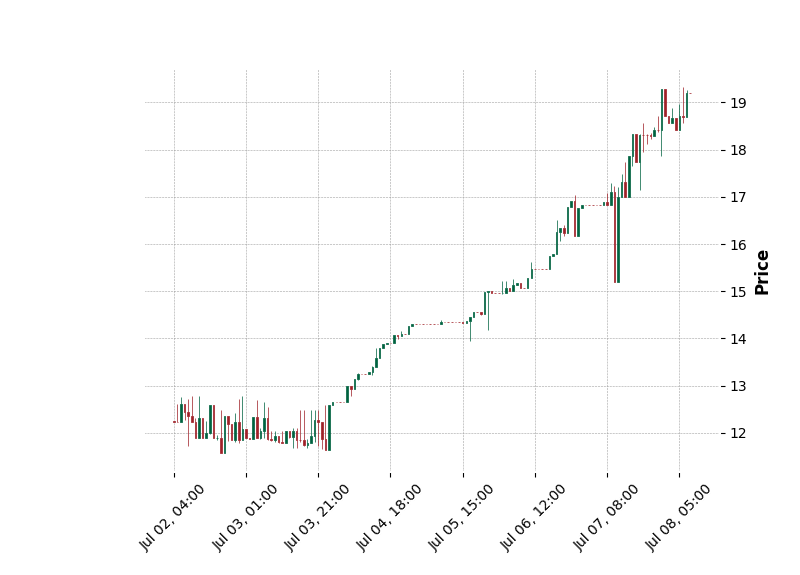 19
18
17
16
15
14
13
12
Price
Jul 02, 04:00
Jul 03, 01:00
Jul 03, 21:00
Jul 04, 18:00
Jul 05, 15:00
Jul 06, 12:00
Jul 07, 08:00
Jul 08, 05:00